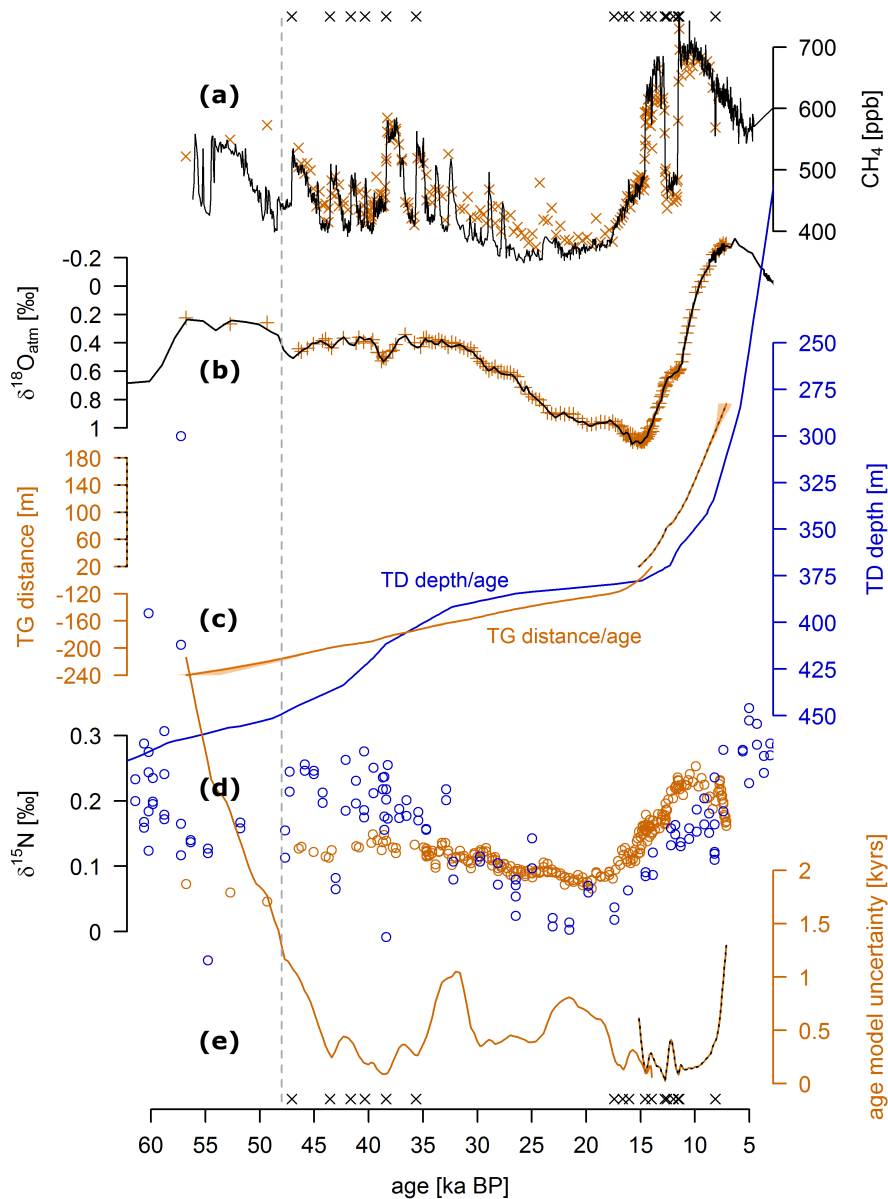 (a)
700
600
500
400
CH4 [ppb]
-0.2
0
0.2
0.4
0.6
0.8
1
δ18Oatm [‰]
(b)
250
275
300
325
350
375
400
425
450
TD depth [m]
180
140
100
60
20
-120
-160
-200
-240
TG distance [m]
TD depth/age
(c)
TG distance/age
0.3
0.2
0.1
0
δ15N [‰]
(d)
2
1.5
1
0.5
0
age model uncertainty [kyrs]
(e)
60 55 50 45 40 35 30 25 20 15 10 5
age [ka BP]